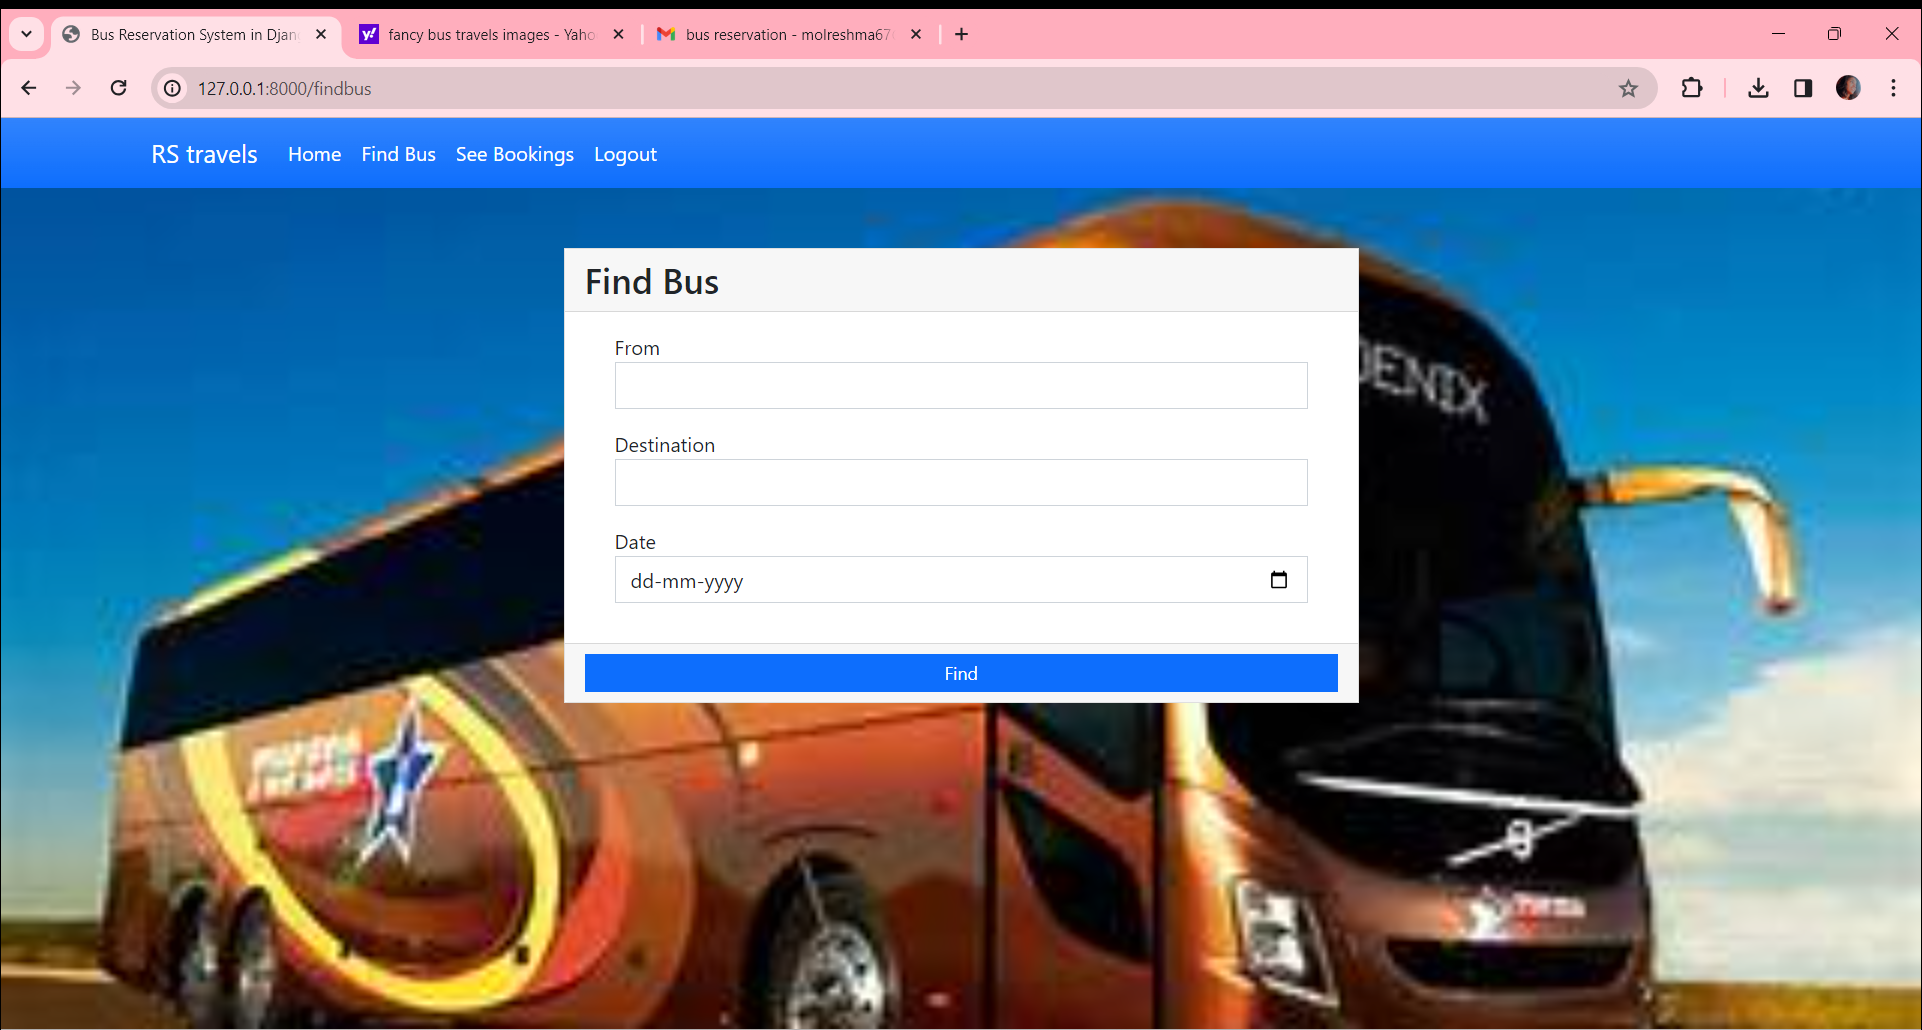 Bus Reservation System in Djan
fancy bus travels images - Yaho
bus reservation - molreshma67
127.0.0.1:8000/findbus
RS travels
Home
Find Bus
See Bookings
Logout
Find Bus
From
Destination
Date
dd-mm-yyyy
Find
OENIX